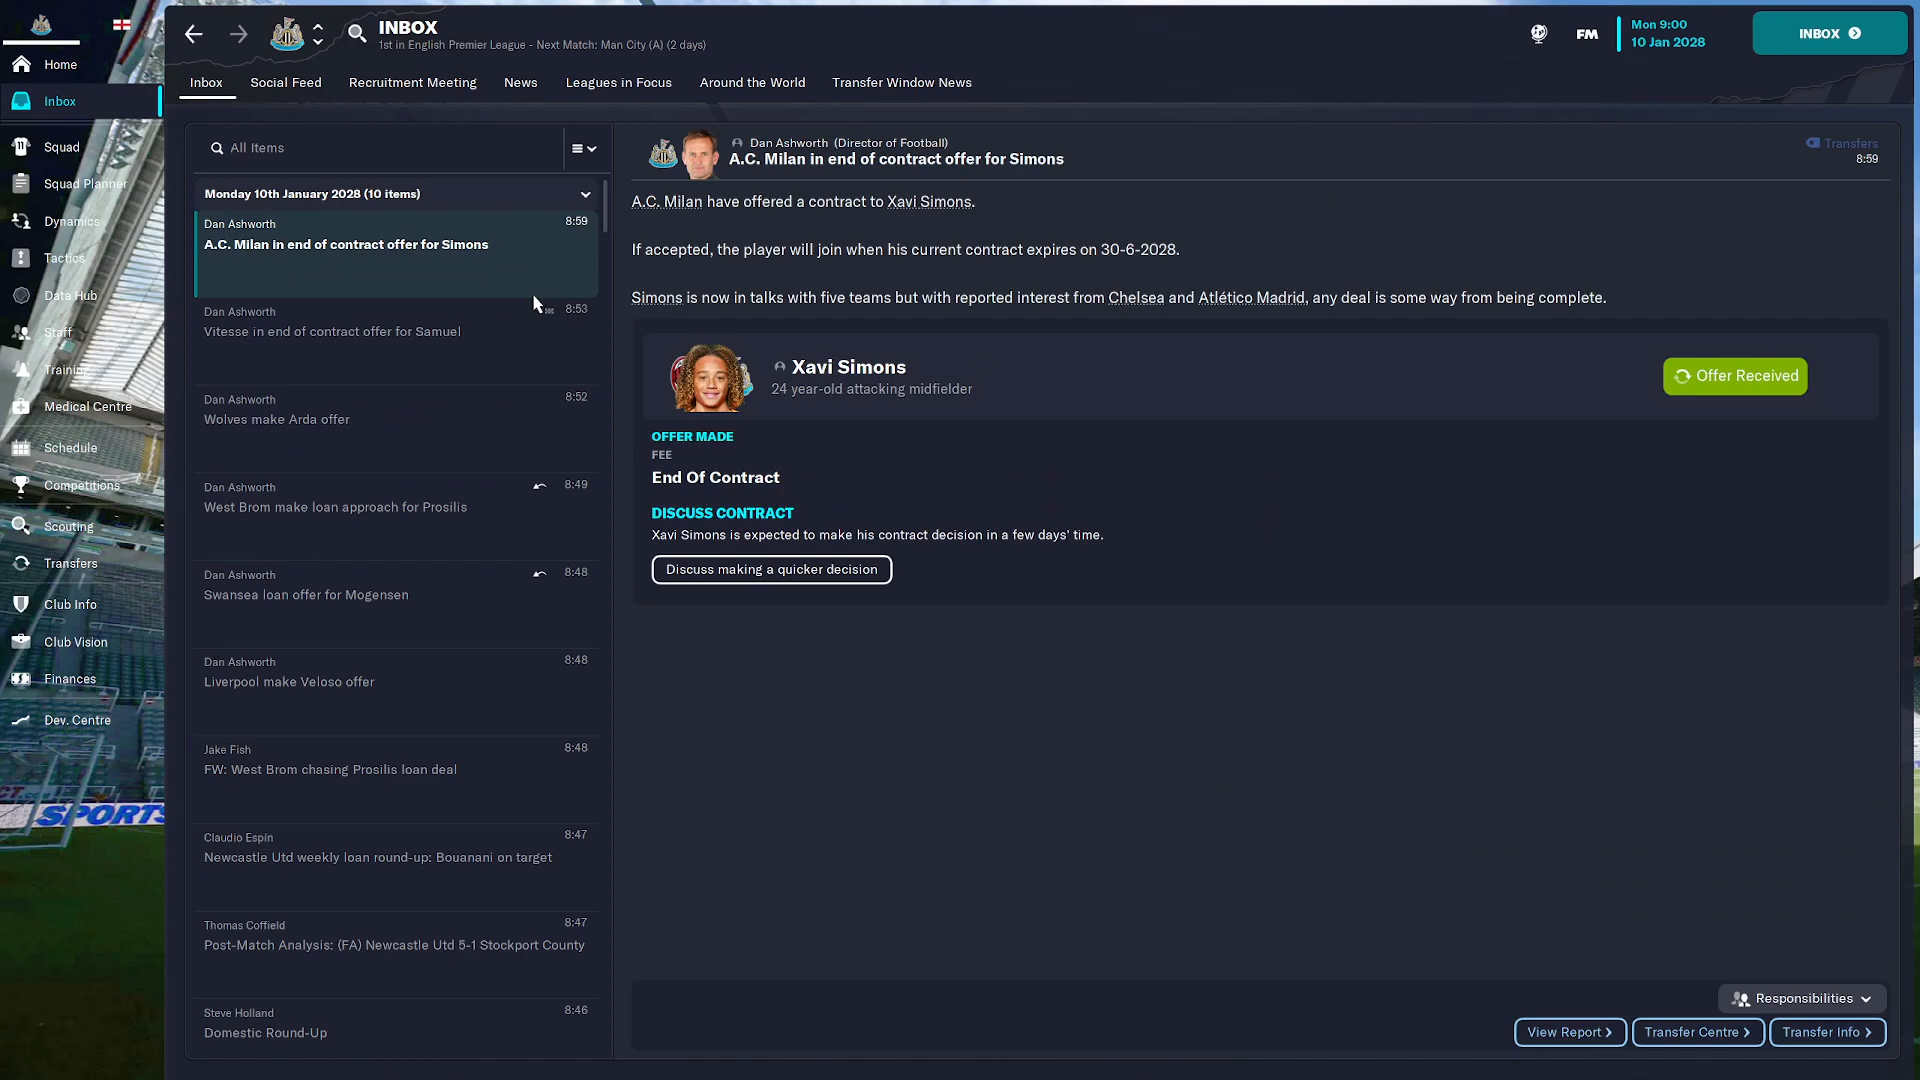 INBOX
1st in English Premier League - Next Match: Man City (A) (2 days)
FM
Mon 9:00
10 Jan 2028
INBOX
Home
Inbox
Squad
Squad Planner
Dynamics
Tactics
Data Hub
Staff
Training
Medical Centre
Schedule
Competitions
Scouting
Transfers
Club Info
Club Vision
Finances
Dev. Centre
SPORTS
Inbox
Social Feed
Recruitment Meeting
News
Leagues in Focus
Around the World
Transfer Window News
All Items
Monday 10th January 2028 (10 items)
Dan Ashworth 8:59
A.C. Milan in end of contract offer for Simons
Dan Ashworth 8:53
Vitesse in end of contract offer for Samuel
Dan Ashworth 8:52
Wolves make Arda offer
Dan Ashworth 8:49
West Brom make loan approach for Prosilis
Dan Ashworth 8:48
Swansea loan offer for Mogensen
Dan Ashworth 8:48
Liverpool make Veloso offer
Jake Fish 8:48
FW: West Brom chasing Prosilis loan deal
Claudio Espín 8:47
Newcastle Utd weekly loan round-up: Bouanani on target
Thomas Coffield 8:47
Post-Match Analysis: (FA) Newcastle Utd 5-1 Stockport County
Steve Holland 8:46
Domestic Round-Up
Dan Ashworth (Director of Football)
A.C. Milan in end of contract offer for Simons
Transfers
8:59
A.C. Milan have offered a contract to Xavi Simons.
If accepted, the player will join when his current contract expires on 30-6-2028.
Simons is now in talks with five teams but with reported interest from Chelsea and Atlético Madrid, any deal is some way from being complete.
Xavi Simons
24 year-old attacking midfielder
Offer Received
OFFER MADE
FEE
End Of Contract
DISCUSS CONTRACT
Xavi Simons is expected to make his contract decision in a few days' time.
Discuss making a quicker decision
Responsibilities
View Report
Transfer Centre
Transfer Info